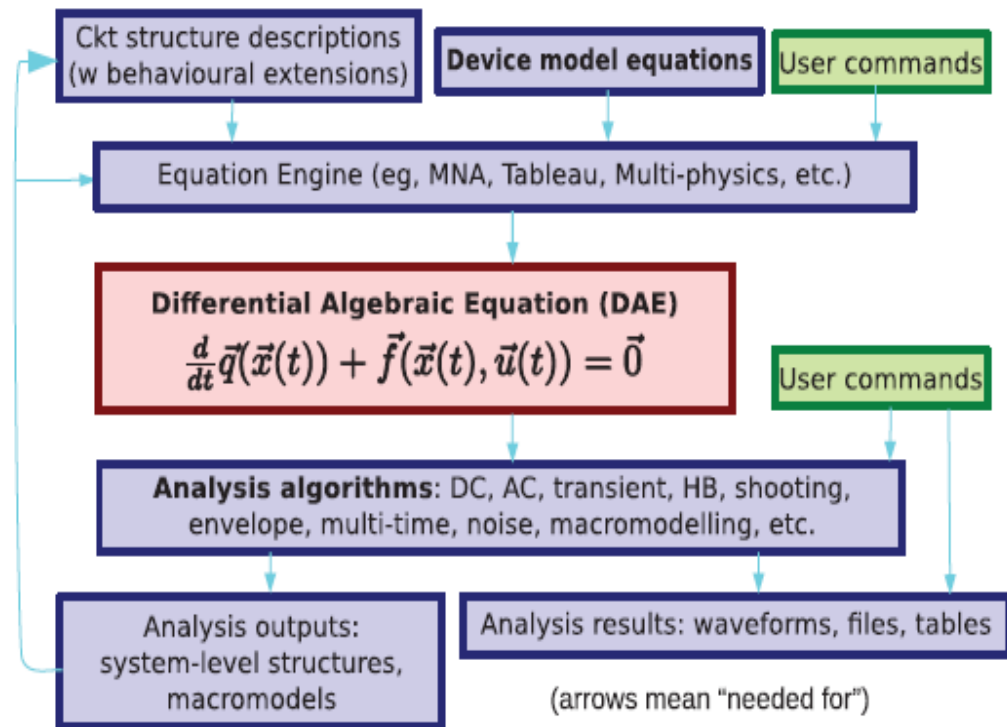 Ckt structure descriptions
(w behavioural extensions)
Device model equations
User commands
Equation Engine (eg, MNA, Tableau, Multi-physics, etc.)
Differential Algebraic Equation (DAE)
d/dt q⃗(x⃗(t)) + f⃗(x⃗(t), u⃗(t)) = 0⃗
User commands
Analysis algorithms: DC, AC, transient, HB, shooting,
envelope, multi-time, noise, macromodelling, etc.
Analysis outputs:
system-level structures,
macromodels
Analysis results: waveforms, files, tables
(arrows mean “needed for”)